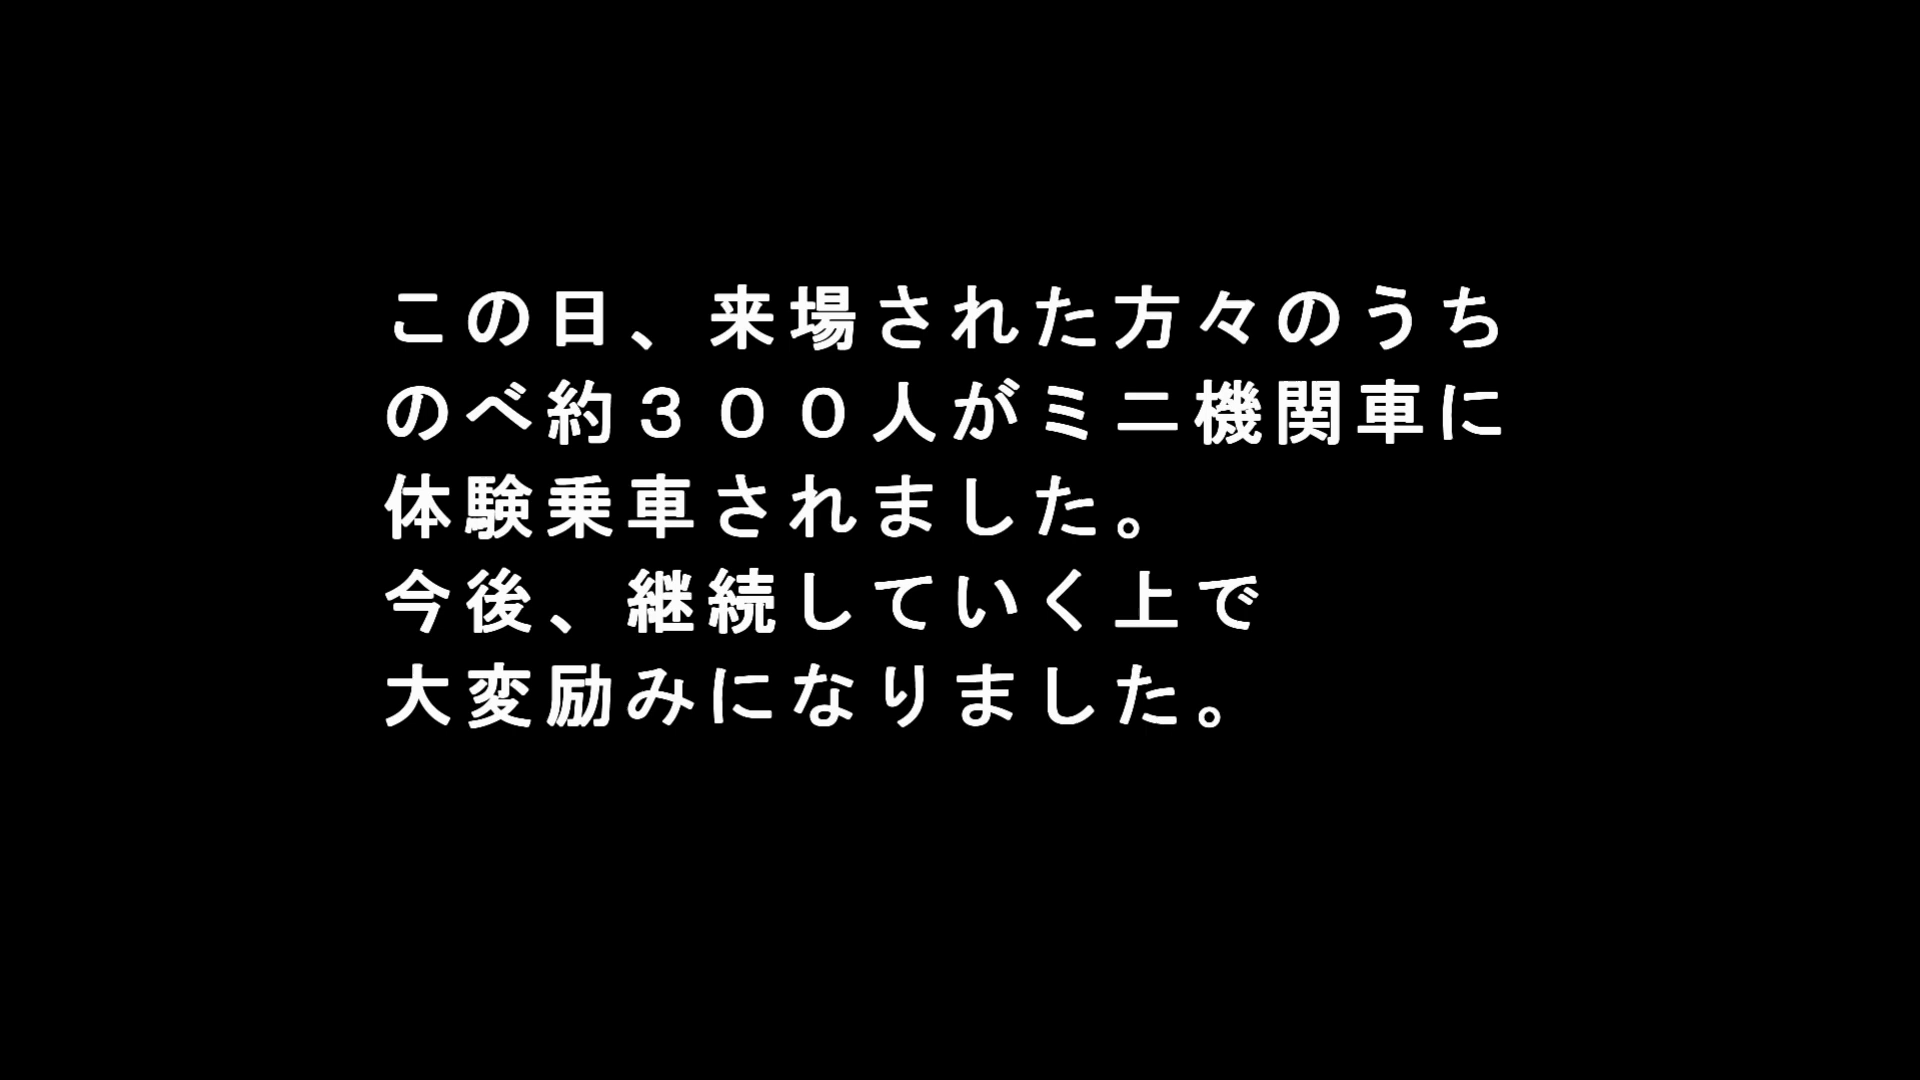 この日、来場された方々のうち
のべ約３００人がミニ機関車に
体験乗車されました。
今後、継続していく上で
大変励みになりました。